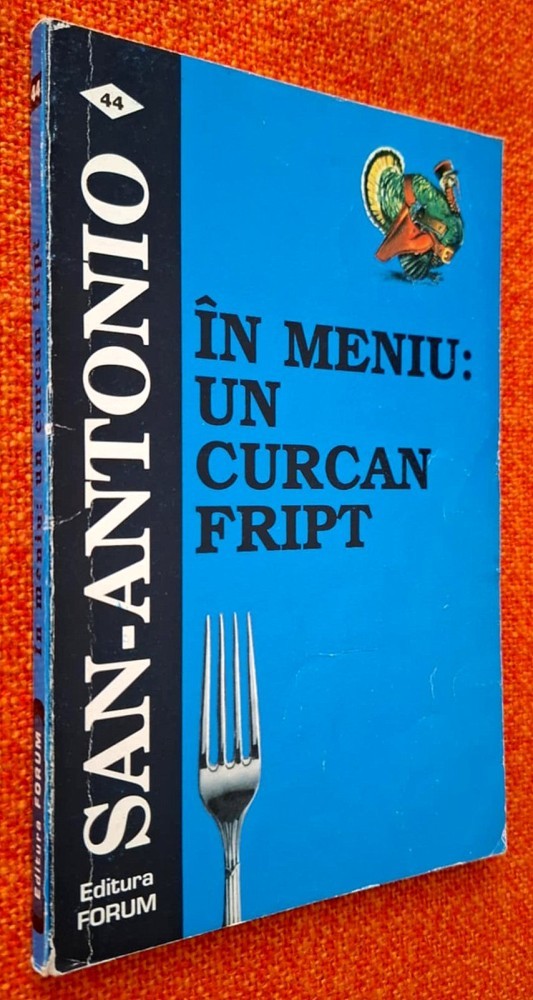 44
SAN-ANTONIO
ÎN MENIU:
UN
CURCAN
FRIPT
Editura
FORUM
în meniu: un curcan fript
Editura FORUM